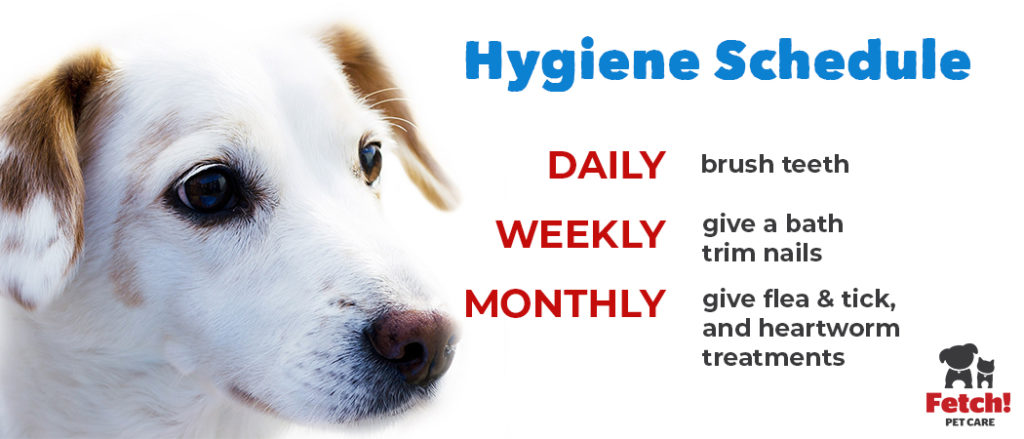 Hygiene Schedule
DAILY brush teeth
WEEKLY give a bath
trim nails
MONTHLY give flea & tick,
and heartworm
treatments
Fetch!
PET CARE